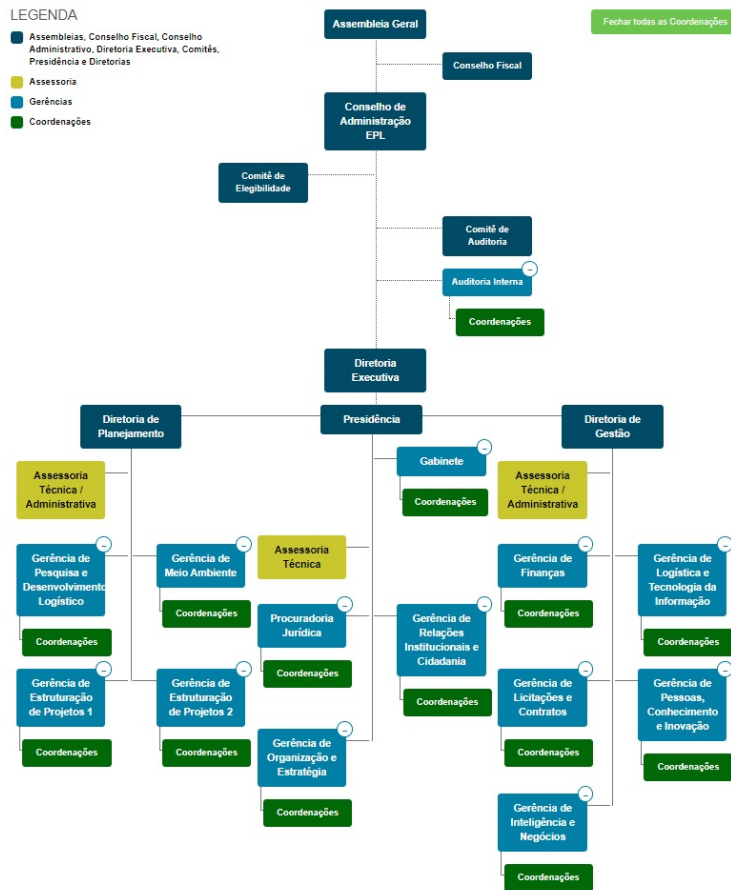 LEGENDA
Assembleias, Conselho Fiscal, Conselho
Administrativo, Diretoria Executiva, Comitês,
Presidência e Diretorias
Assessoria
Gerências
Coordenações
Assembleia Geral
Fechar todas as Coordenações
Conselho Fiscal
Conselho de
Administração
EPL
Comitê de
Elegibilidade
Comitê de
Auditoria
Auditoria Interna
Coordenações
Diretoria
Executiva
Diretoria de
Planejamento
Presidência
Diretoria de
Gestão
Assessoria
Técnica /
Administrativa
Gabinete
Coordenações
Assessoria
Técnica /
Administrativa
Gerência de
Pesquisa e
Desenvolvimento
Logístico
Coordenações
Gerência de
Meio Ambiente
Coordenações
Assessoria
Técnica
Gerência de
Finanças
Coordenações
Gerência de
Logística e
Tecnologia da
Informação
Coordenações
Procuradoria
Jurídica
Coordenações
Gerência de
Relações
Institucionais e
Cidadania
Coordenações
Gerência de
Estruturação
de Projetos 1
Coordenações
Gerência de
Estruturação
de Projetos 2
Coordenações
Gerência de
Licitações e
Contratos
Coordenações
Gerência de
Pessoas,
Conhecimento
e Inovação
Coordenações
Gerência de
Organização e
Estratégia
Coordenações
Gerência de
Inteligência e
Negócios
Coordenações